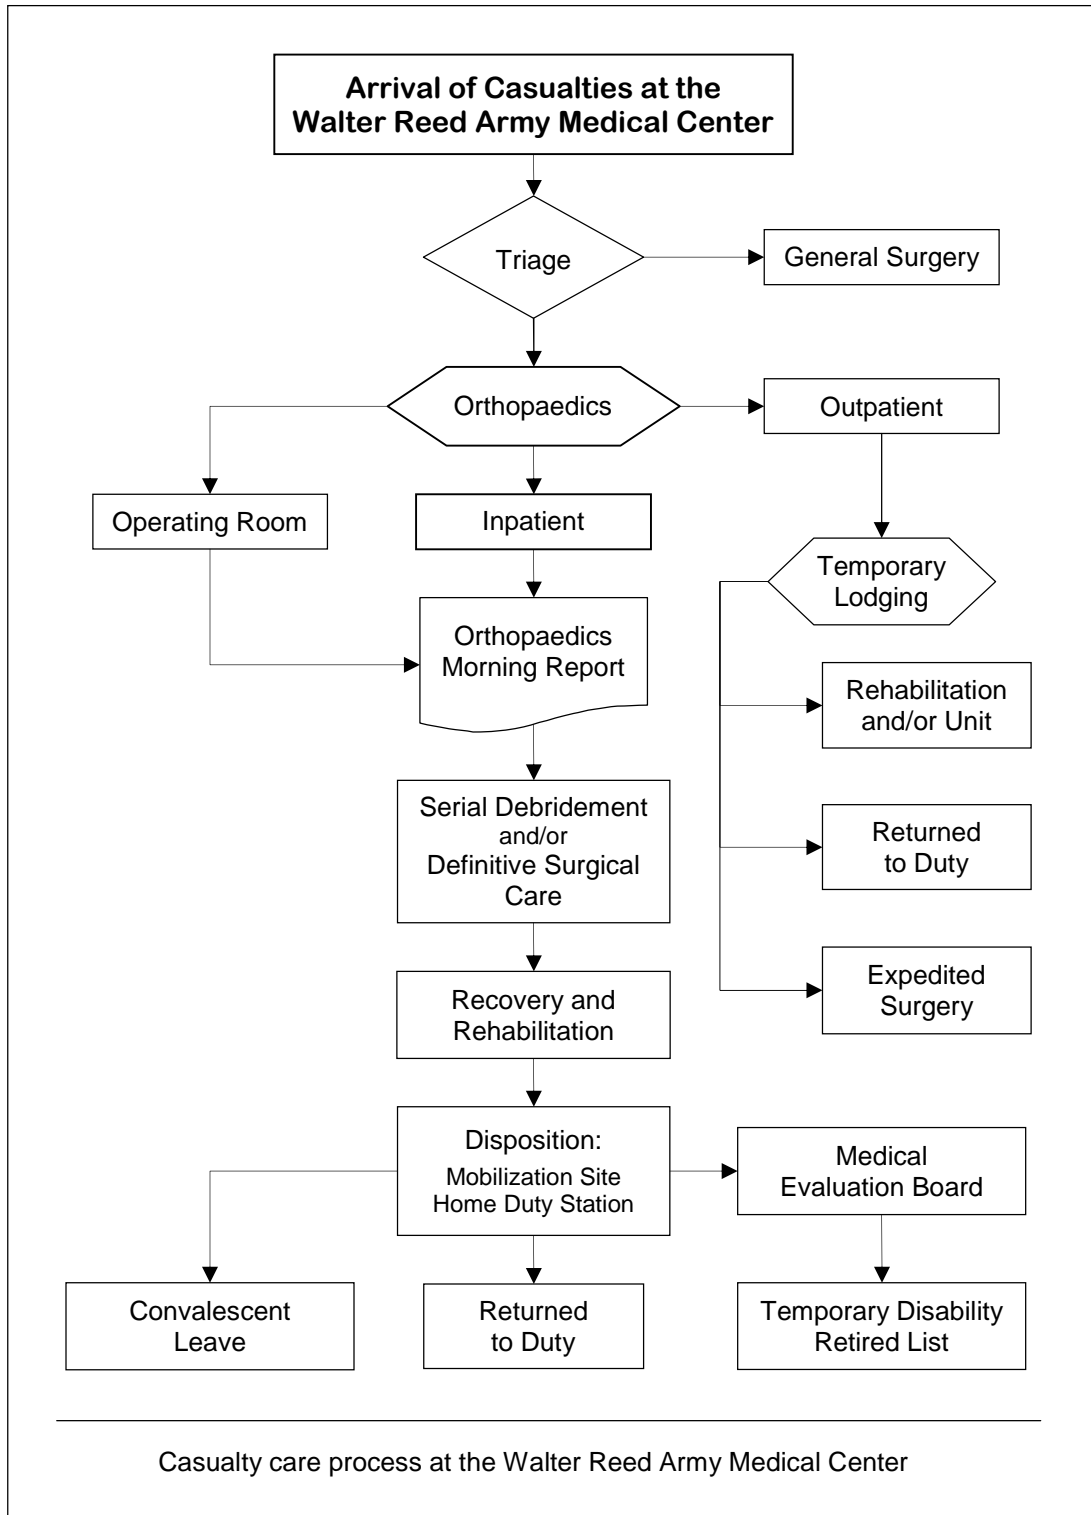 Arrival of Casualties at the
Walter Reed Army Medical Center
Triage
General Surgery
Orthopaedics
Outpatient
Operating Room
Inpatient
Temporary
Lodging
Orthopaedics
Morning Report
Rehabilitation
and/or Unit
Serial Debridement
and/or
Definitive Surgical
Care
Returned
to Duty
Expedited
Surgery
Recovery and
Rehabilitation
Disposition:
Mobilization Site
Home Duty Station
Medical
Evaluation Board
Convalescent
Leave
Returned
to Duty
Temporary Disability
Retired List
Casualty care process at the Walter Reed Army Medical Center